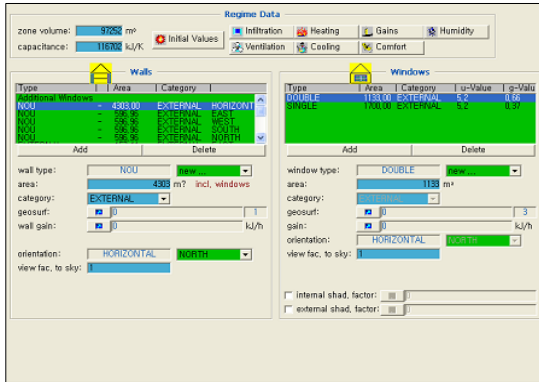 Regime Data
zone volume: 97252 m³
capacitance: 116702 kJ/K
Initial Values
Infiltration Heating Gains Humidity
Ventilation Cooling Comfort
Walls
Type Area Category
Additional Windows
NOU - 4303,00 EXTERNAL HORIZONT
NOU - 596,96 EXTERNAL EAST
NOU - 596,96 EXTERNAL WEST
NOU - 596,96 EXTERNAL SOUTH
NOU - 596,96 EXTERNAL NORTH
Add Delete
wall type: NOU new ...
area: 4303 m? incl, windows
category: EXTERNAL
geosurf: 0 1
wall gain: 0 kJ/h
orientation: HORIZONTAL NORTH
view fac, to sky: 1
Windows
Type Area Category u-Value g-Valu
DOUBLE 1133,00 EXTERNAL 5,2 0,66
SINGLE 1700,00 EXTERNAL 5,2 0,37
Add Delete
window type: DOUBLE new ...
area: 1133 m²
category: EXTERNAL
geosurf: 0 3
gain: 0 kJ/h
orientation: HORIZONTAL NORTH
view fac, to sky: 1
internal shad, factor: 0
external shad, factor: 0